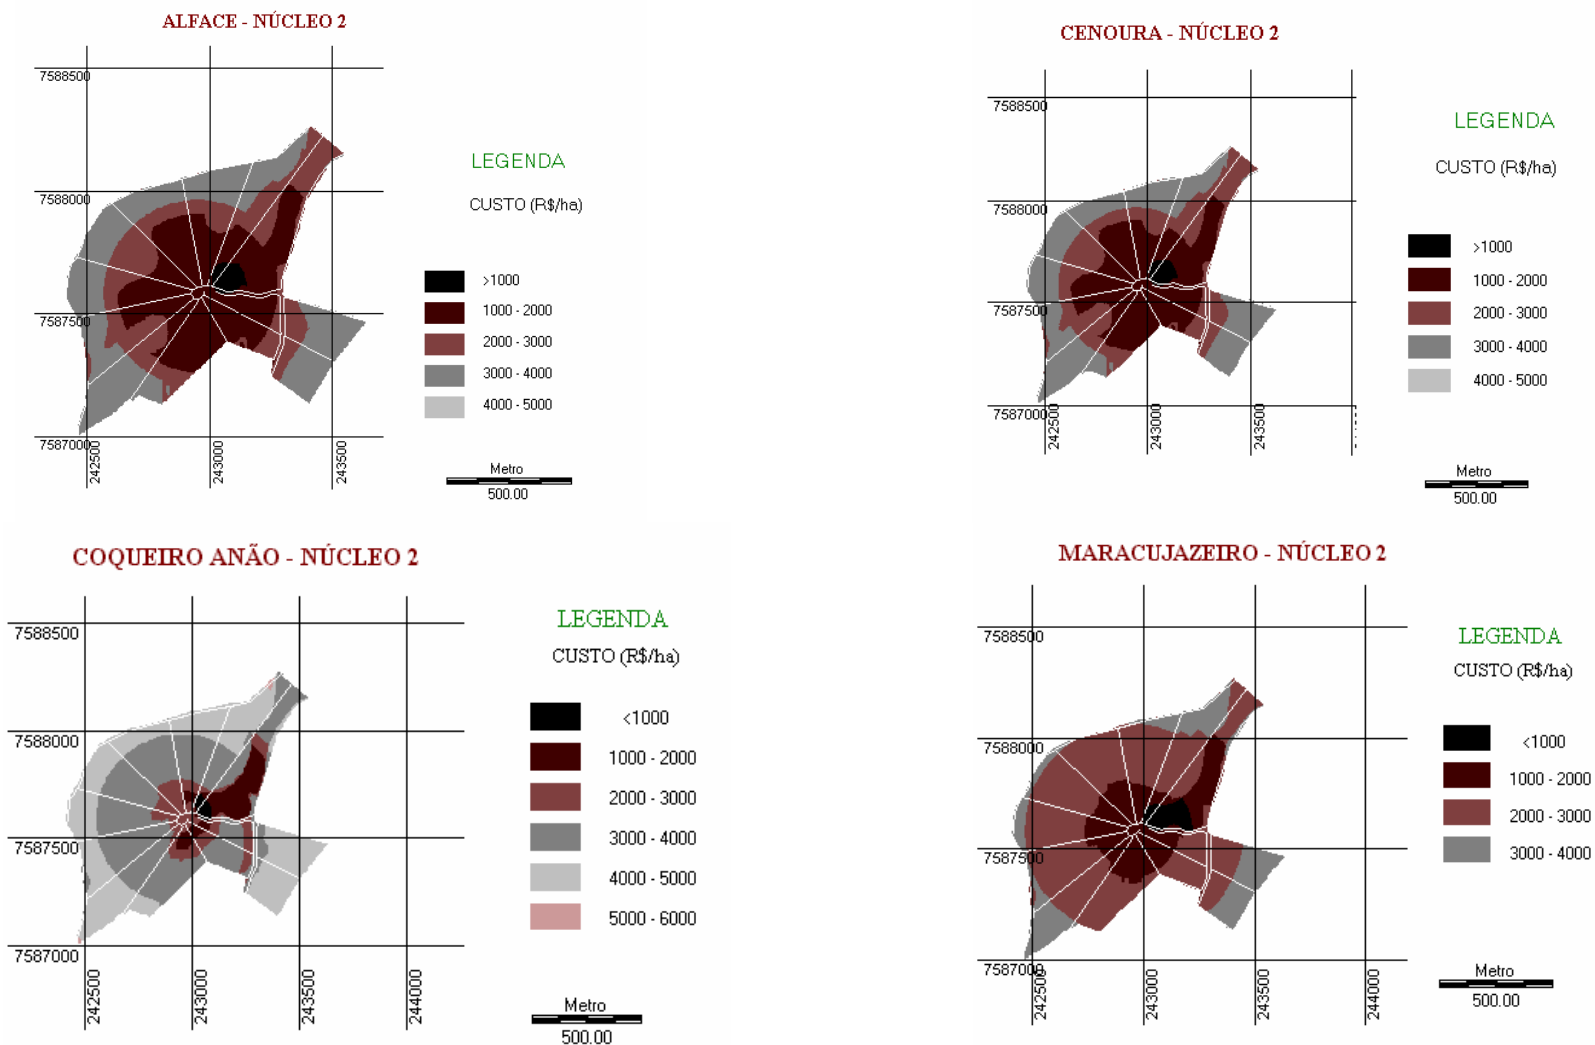 ALFACE - NÚCLEO 2
7588500
7588000
7587500
7587000
242500
243000
243500
LEGENDA
CUSTO (R$/ha)
>1000
1000 - 2000
2000 - 3000
3000 - 4000
4000 - 5000
Metro
500.00
CENOURA - NÚCLEO 2
7588500
7588000
7587500
7587000
242500
243000
243500
LEGENDA
CUSTO (R$/ha)
>1000
1000 - 2000
2000 - 3000
3000 - 4000
4000 - 5000
Metro
500.00
COQUEIRO ANÃO - NÚCLEO 2
7588500
7588000
7587500
7587000
242500
243000
243500
244000
LEGENDA
CUSTO (R$/ha)
<1000
1000 - 2000
2000 - 3000
3000 - 4000
4000 - 5000
5000 - 6000
Metro
500.00
MARACUJAZEIRO - NÚCLEO 2
7588500
7588000
7587500
7587000
242500
243000
243500
244000
LEGENDA
CUSTO (R$/ha)
<1000
1000 - 2000
2000 - 3000
3000 - 4000
Metro
500.00